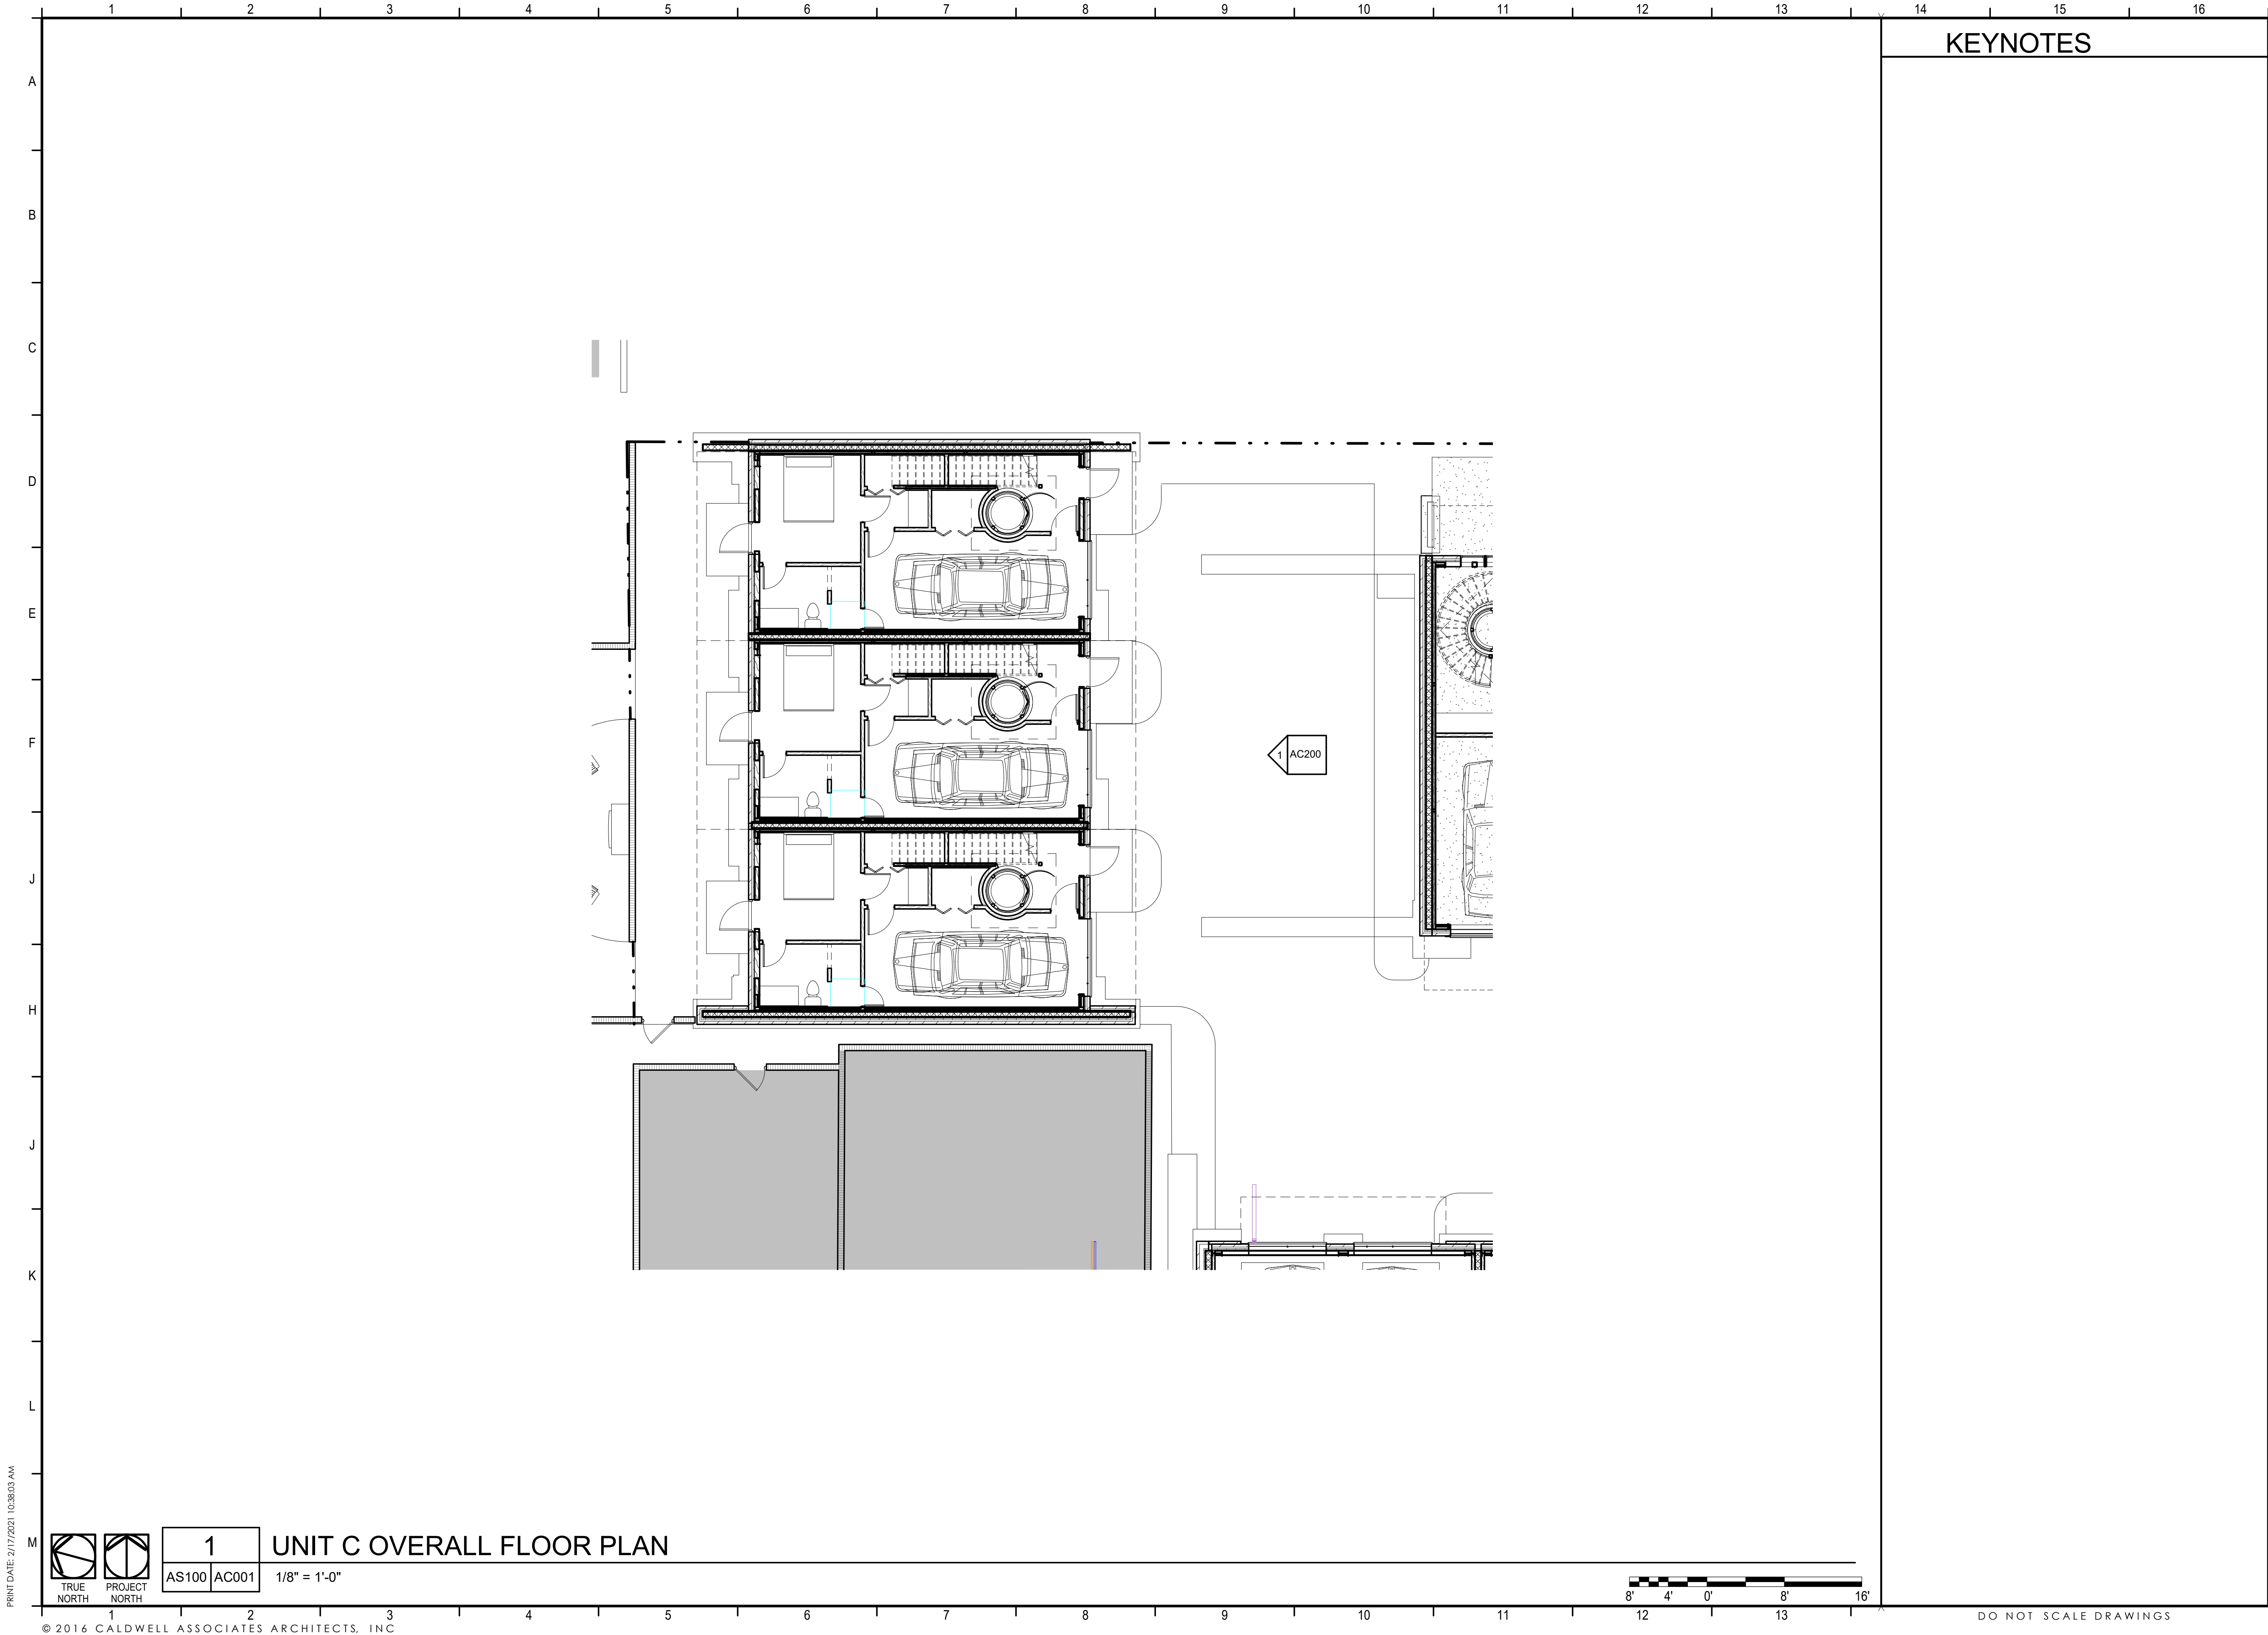 1 2 3 4 5 6 7 8 9 10 11 12 13 14 15 16
KEYNOTES
A
B
C
D
E
F
J
H
J
K
L
M
1 AC200
1
UNIT C OVERALL FLOOR PLAN
AS100 AC001
1/8" = 1'-0"
TRUE NORTH
PROJECT NORTH
8' 4' 0' 8' 16'
1 2 3 4 5 6 7 8 9 10 11 12 13
DO NOT SCALE DRAWINGS
© 2016 CALDWELL ASSOCIATES ARCHITECTS, INC
PRINT DATE: 2/17/2021 10:38:03 AM